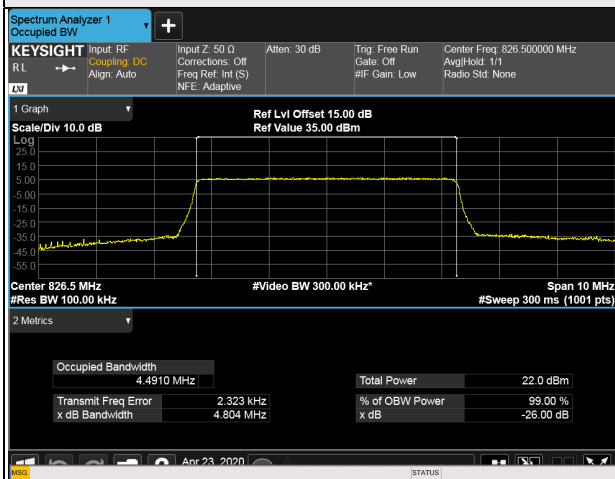 Spectrum Analyzer 1
Occupied BW
+
KEYSIGHT
RL
LXI
Input: RF
Coupling: DC
Align: Auto
Input Z: 50 Ω
Corrections: Off
Freq Ref: Int (S)
NFE: Adaptive
Atten: 30 dB
Trig: Free Run
Gate: Off
#IF Gain: Low
Center Freq: 826.500000 MHz
Avg|Hold: 1/1
Radio Std: None
1 Graph
Scale/Div 10.0 dB
Ref Lvl Offset 15.00 dB
Ref Value 35.00 dBm
Log
25.0
15.0
5.00
-5.00
-15.0
-25.0
-35.0
-45.0
-55.0
Center 826.5 MHz
#Video BW 300.00 kHz*
Span 10 MHz
#Res BW 100.00 kHz
#Sweep 300 ms (1001 pts)
2 Metrics
Occupied Bandwidth
4.4910 MHz
Total Power 22.0 dBm
Transmit Freq Error 2.323 kHz
% of OBW Power 99.00 %
x dB Bandwidth 4.804 MHz
x dB -26.00 dB
Apr 23, 2020
MSG
STATUS